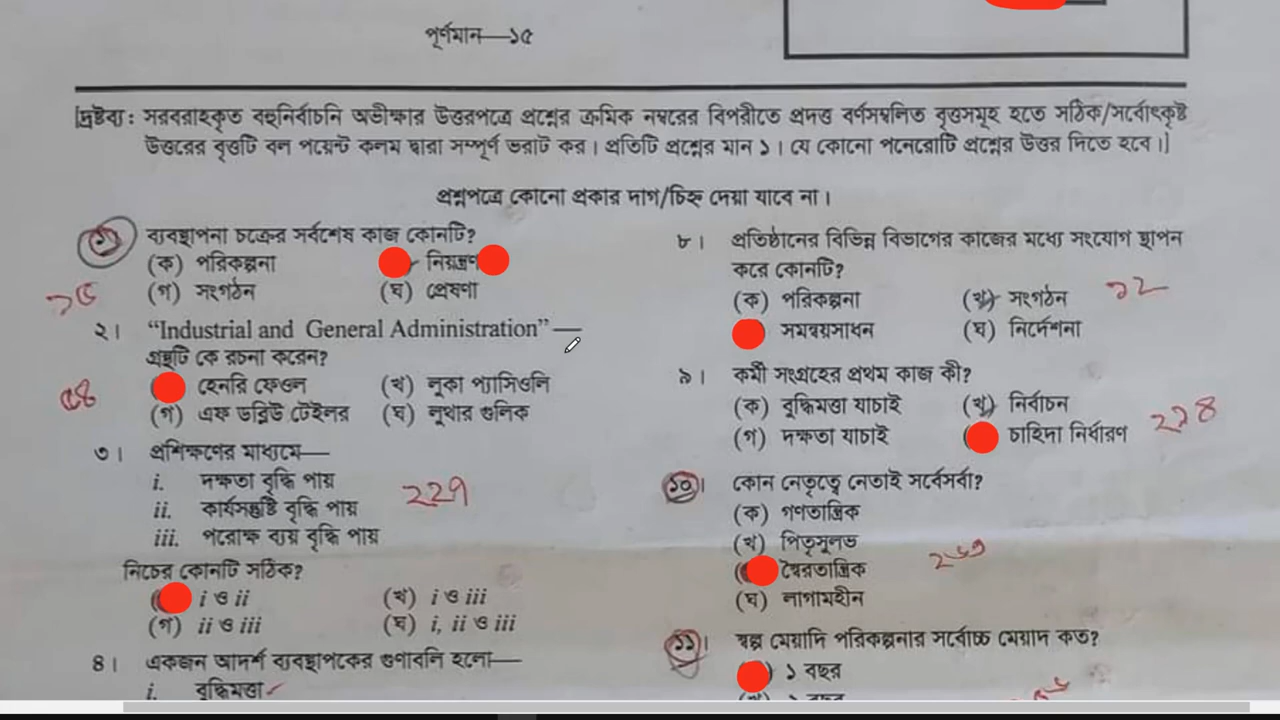 পূর্ণমান—১৫
[দ্রষ্টব্য : সরবরাহকৃত বহুনির্বাচনি অভীক্ষার উত্তরপত্রে প্রশ্নের ক্রমিক নম্বরের বিপরীতে প্রদত্ত বর্ণসম্বলিত বৃত্তসমূহ হতে সঠিক/সর্বোৎকৃষ্ট
উত্তরের বৃত্তটি বল পয়েন্ট কলম দ্বারা সম্পূর্ণ ভরাট কর। প্রতিটি প্রশ্নের মান ১। যে কোনো পনেরোটি প্রশ্নের উত্তর দিতে হবে।]
প্রশ্নপত্রে কোনো প্রকার দাগ/চিহ্ন দেয়া যাবে না।
১। ব্যবস্থাপনা চক্রের সর্বশেষ কাজ কোনটি?
(ক) পরিকল্পনা নিয়ন্ত্রণ
(গ) সংগঠন (ঘ) প্রেষণা
২। “Industrial and General Administration” —
গ্রন্থটি কে রচনা করেন?
হেনরি ফেওল (খ) লুকা প্যাসিওলি
(গ) এফ ডব্লিউ টেইলর (ঘ) লুথার গুলিক
৩। প্রশিক্ষণের মাধ্যমে—
i. দক্ষতা বৃদ্ধি পায়
ii. কার্যসন্তুষ্টি বৃদ্ধি পায়
২২৭
iii. পরোক্ষ ব্যয় বৃদ্ধি পায়
নিচের কোনটি সঠিক?
i ও ii (খ) i ও iii
(গ) ii ও iii (ঘ) i, ii ও iii
৪। একজন আদর্শ ব্যবস্থাপকের গুণাবলি হলো—
i. বুদ্ধিমত্তা
৮। প্রতিষ্ঠানের বিভিন্ন বিভাগের কাজের মধ্যে সংযোগ স্থাপন
করে কোনটি?
(ক) পরিকল্পনা (খ) সংগঠন
সমন্বয়সাধন (ঘ) নির্দেশনা
৯। কর্মী সংগ্রহের প্রথম কাজ কী?
(ক) বুদ্ধিমত্তা যাচাই (খ) নির্বাচন
(গ) দক্ষতা যাচাই চাহিদা নির্ধারণ
১০। কোন নেতৃত্বে নেতাই সর্বেসর্বা?
(ক) গণতান্ত্রিক
(খ) পিতৃসুলভ
স্বৈরতান্ত্রিক
(ঘ) লাগামহীন
১১। স্বল্প মেয়াদি পরিকল্পনার সর্বোচ্চ মেয়াদ কত?
১ বছর